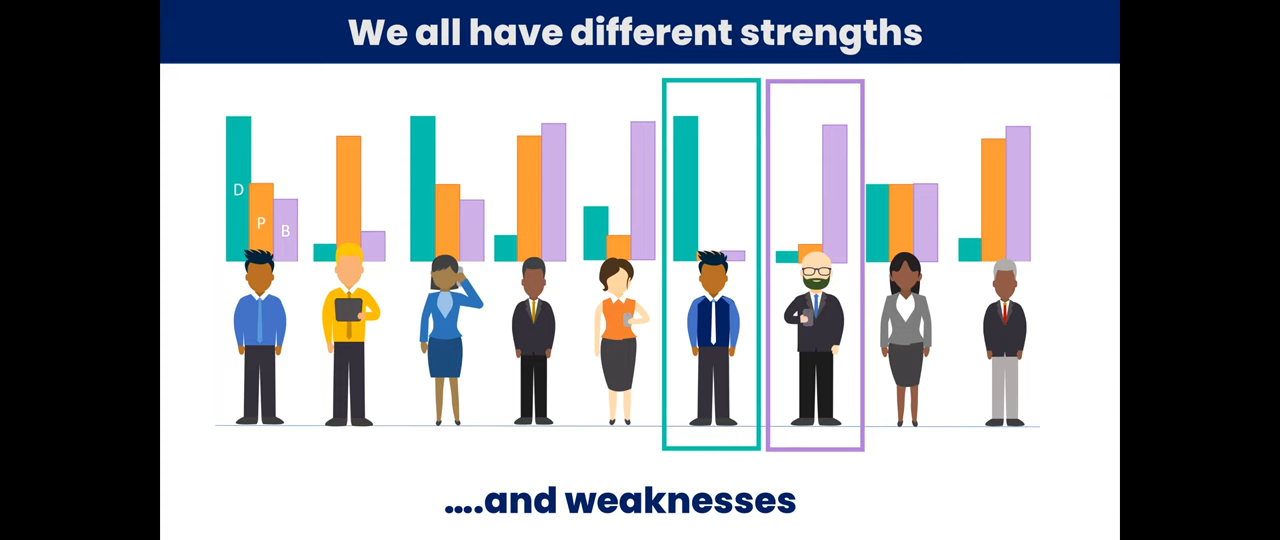 We all have different strengths
D
P
B
....and weaknesses